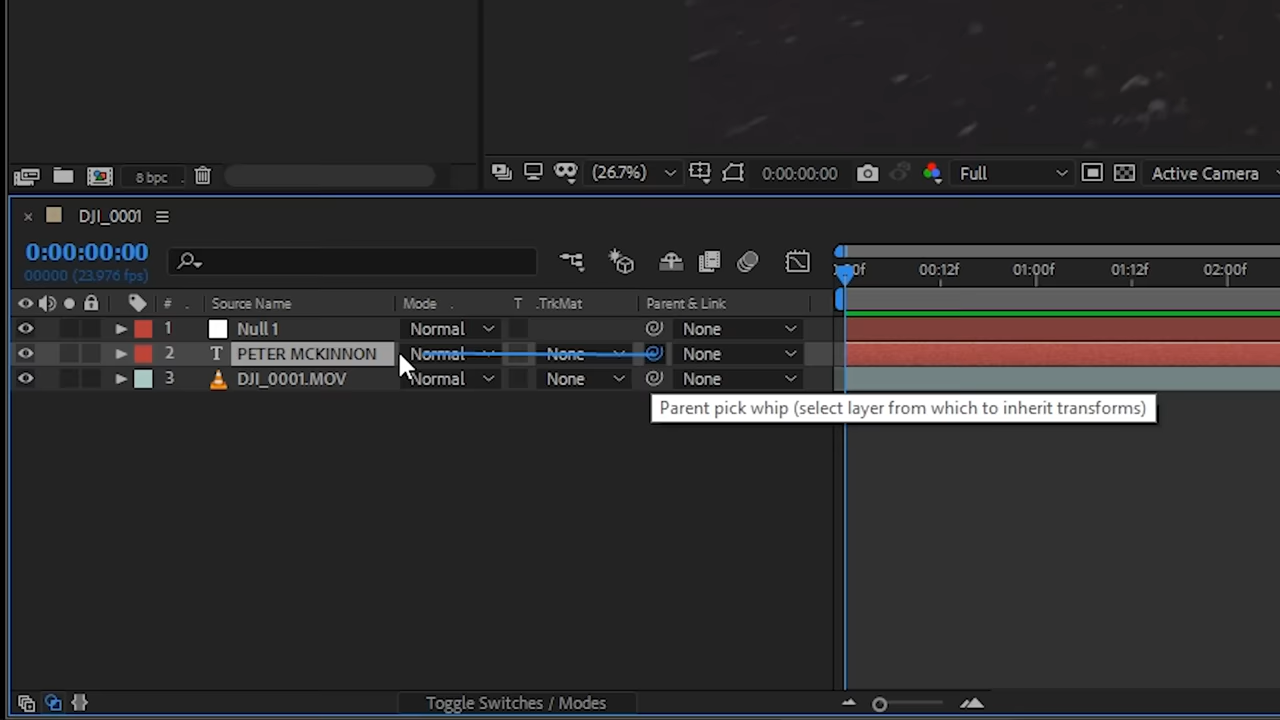 8 bpc
(26.7%)
0:00:00:00
Full
Active Camera
DJI_0001
0:00:00:00
00000 (23.976 fps)
00f
00:12f
01:00f
01:12f
02:00f
#
Source Name
Mode
T
.TrkMat
Parent & Link
1
Null 1
Normal
None
2
T
PETER MCKINNON
Normal
None
None
3
DJI_0001.MOV
Normal
None
None
Parent pick whip (select layer from which to inherit transforms)
Toggle Switches / Modes